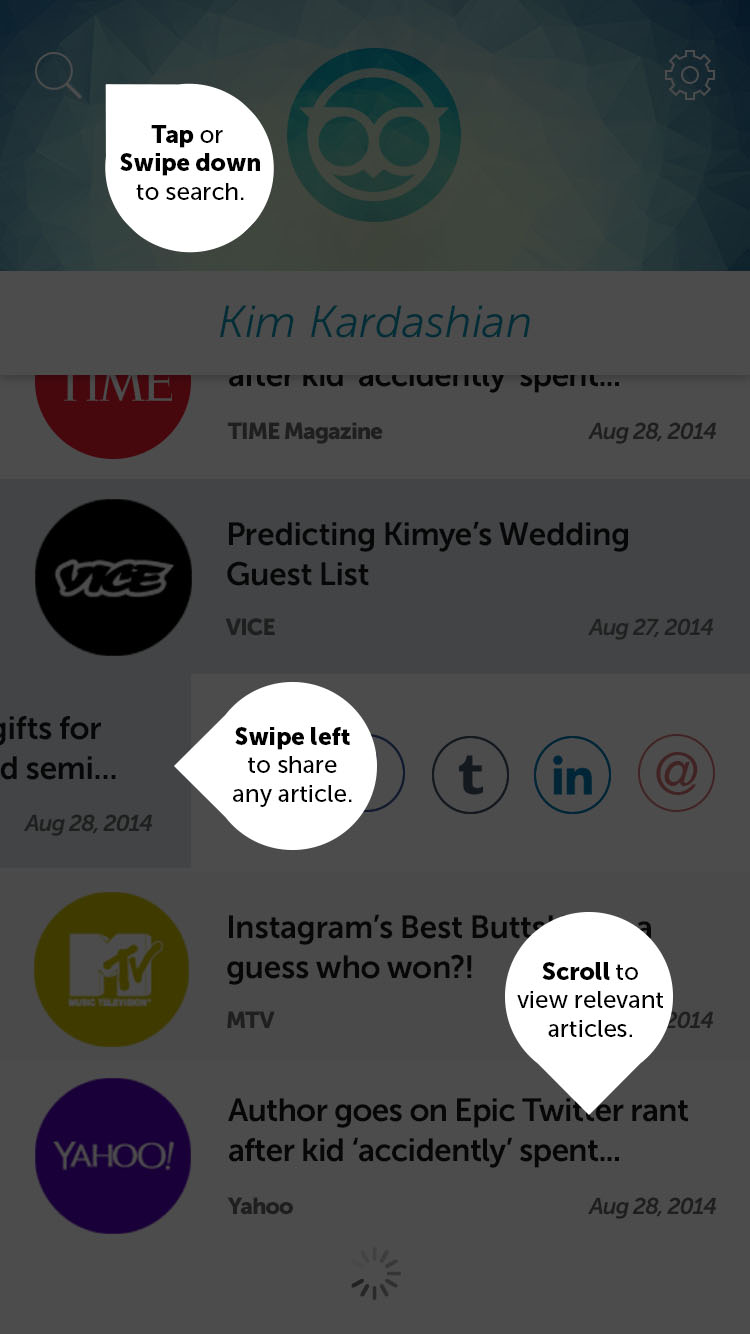 Tap or
Swipe down
to search.
Kim Kardashian
TIME
after kid ‘accidently’ spent...
TIME Magazine
Aug 28, 2014
VICE
Predicting Kimye’s Wedding
Guest List
VICE
Aug 27, 2014
gifts for
d semi...
Aug 28, 2014
Swipe left
to share
any article.
t
in
@
MTV
MUSIC TELEVISION
Instagram’s Best Butts
a
guess who won?!
MTV
2014
Scroll to
view relevant
articles.
YAHOO!
Author goes on Epic Twitter rant
after kid ‘accidently’ spent...
Yahoo
Aug 28, 2014